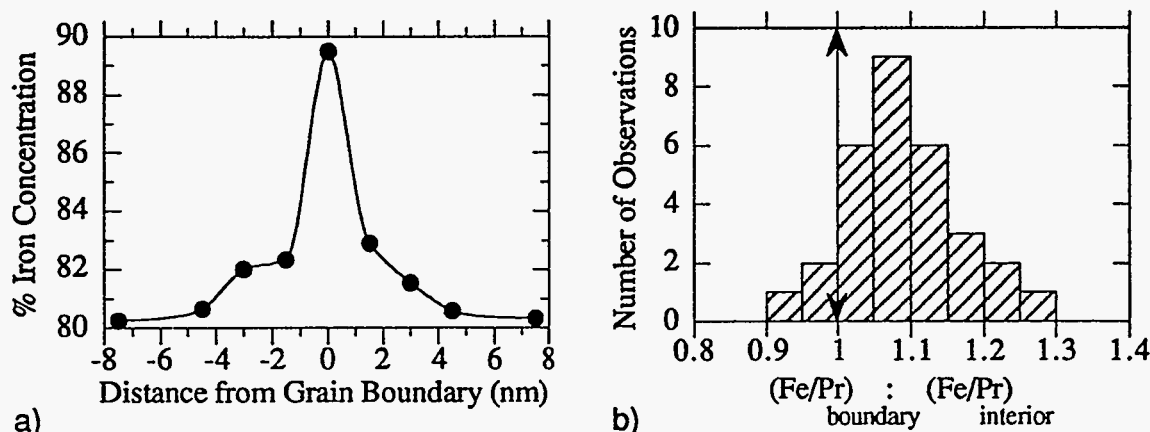 90
88
86
84
82
80
% Iron Concentration
-8 -6 -4 -2 0 2 4 6 8
Distance from Grain Boundary (nm)
a)
10
8
6
4
2
0
Number of Observations
0.8 0.9 1 1.1 1.2 1.3 1.4
(Fe/Pr) : (Fe/Pr)
boundary interior
b)